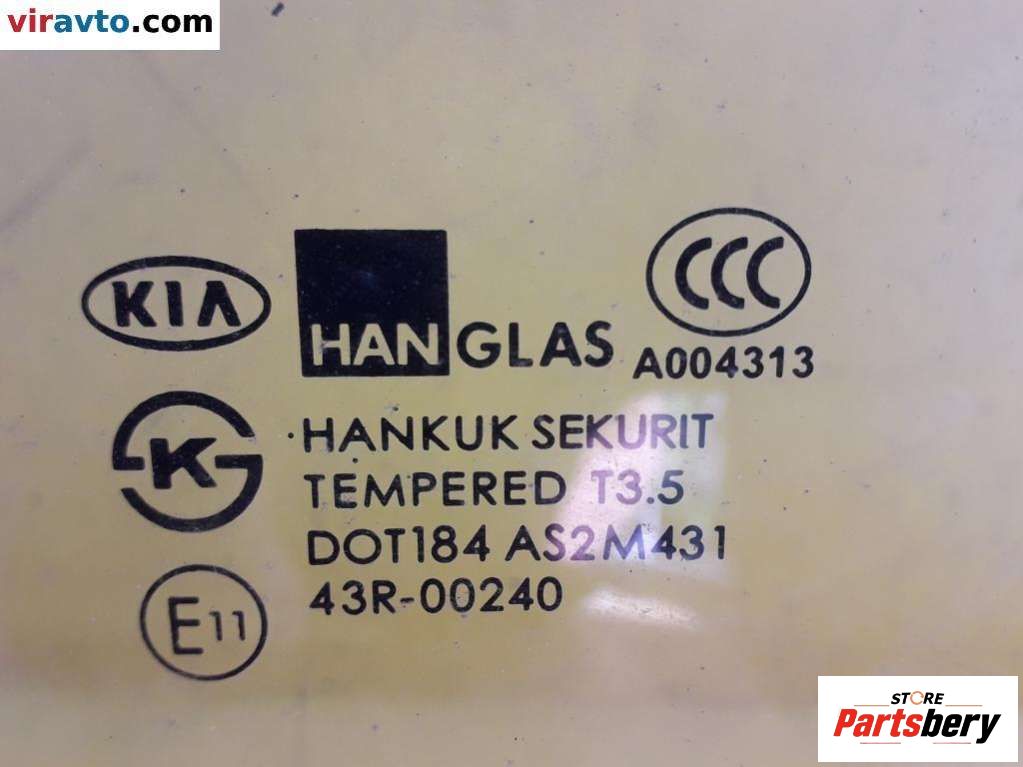 viravto.com
KIA
HANGLAS
CCC
A004313
K
HANKUK SEKURIT
TEMPERED T3.5
DOT184 AS2M431
43R-00240
E11
STORE
Partsbery